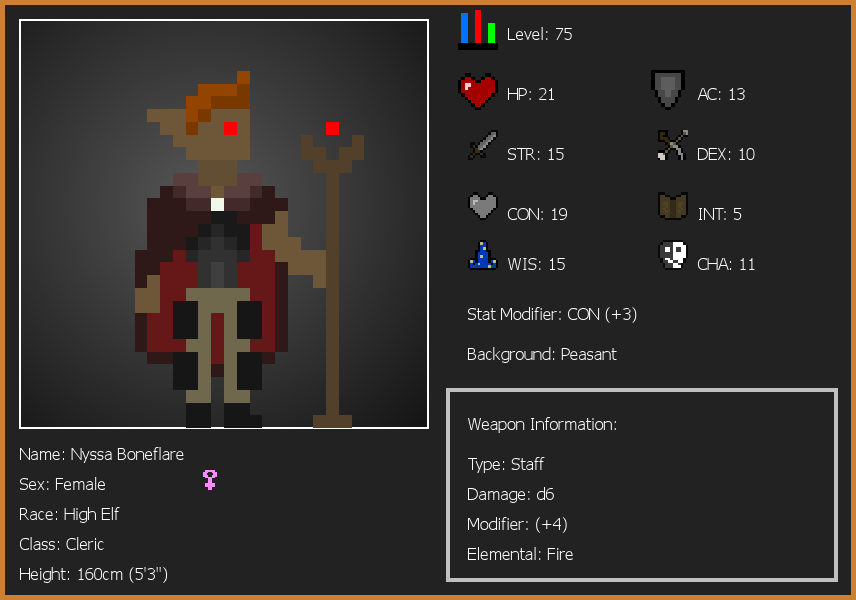 Level: 75
HP: 21
AC: 13
STR: 15
DEX: 10
CON: 19
INT: 5
WIS: 15
CHA: 11
Stat Modifier: CON (+3)
Background: Peasant
Weapon Information:
Type: Staff
Damage: d6
Modifier: (+4)
Elemental: Fire
Name: Nyssa Boneflare
Sex: Female
Race: High Elf
Class: Cleric
Height: 160cm (5'3")